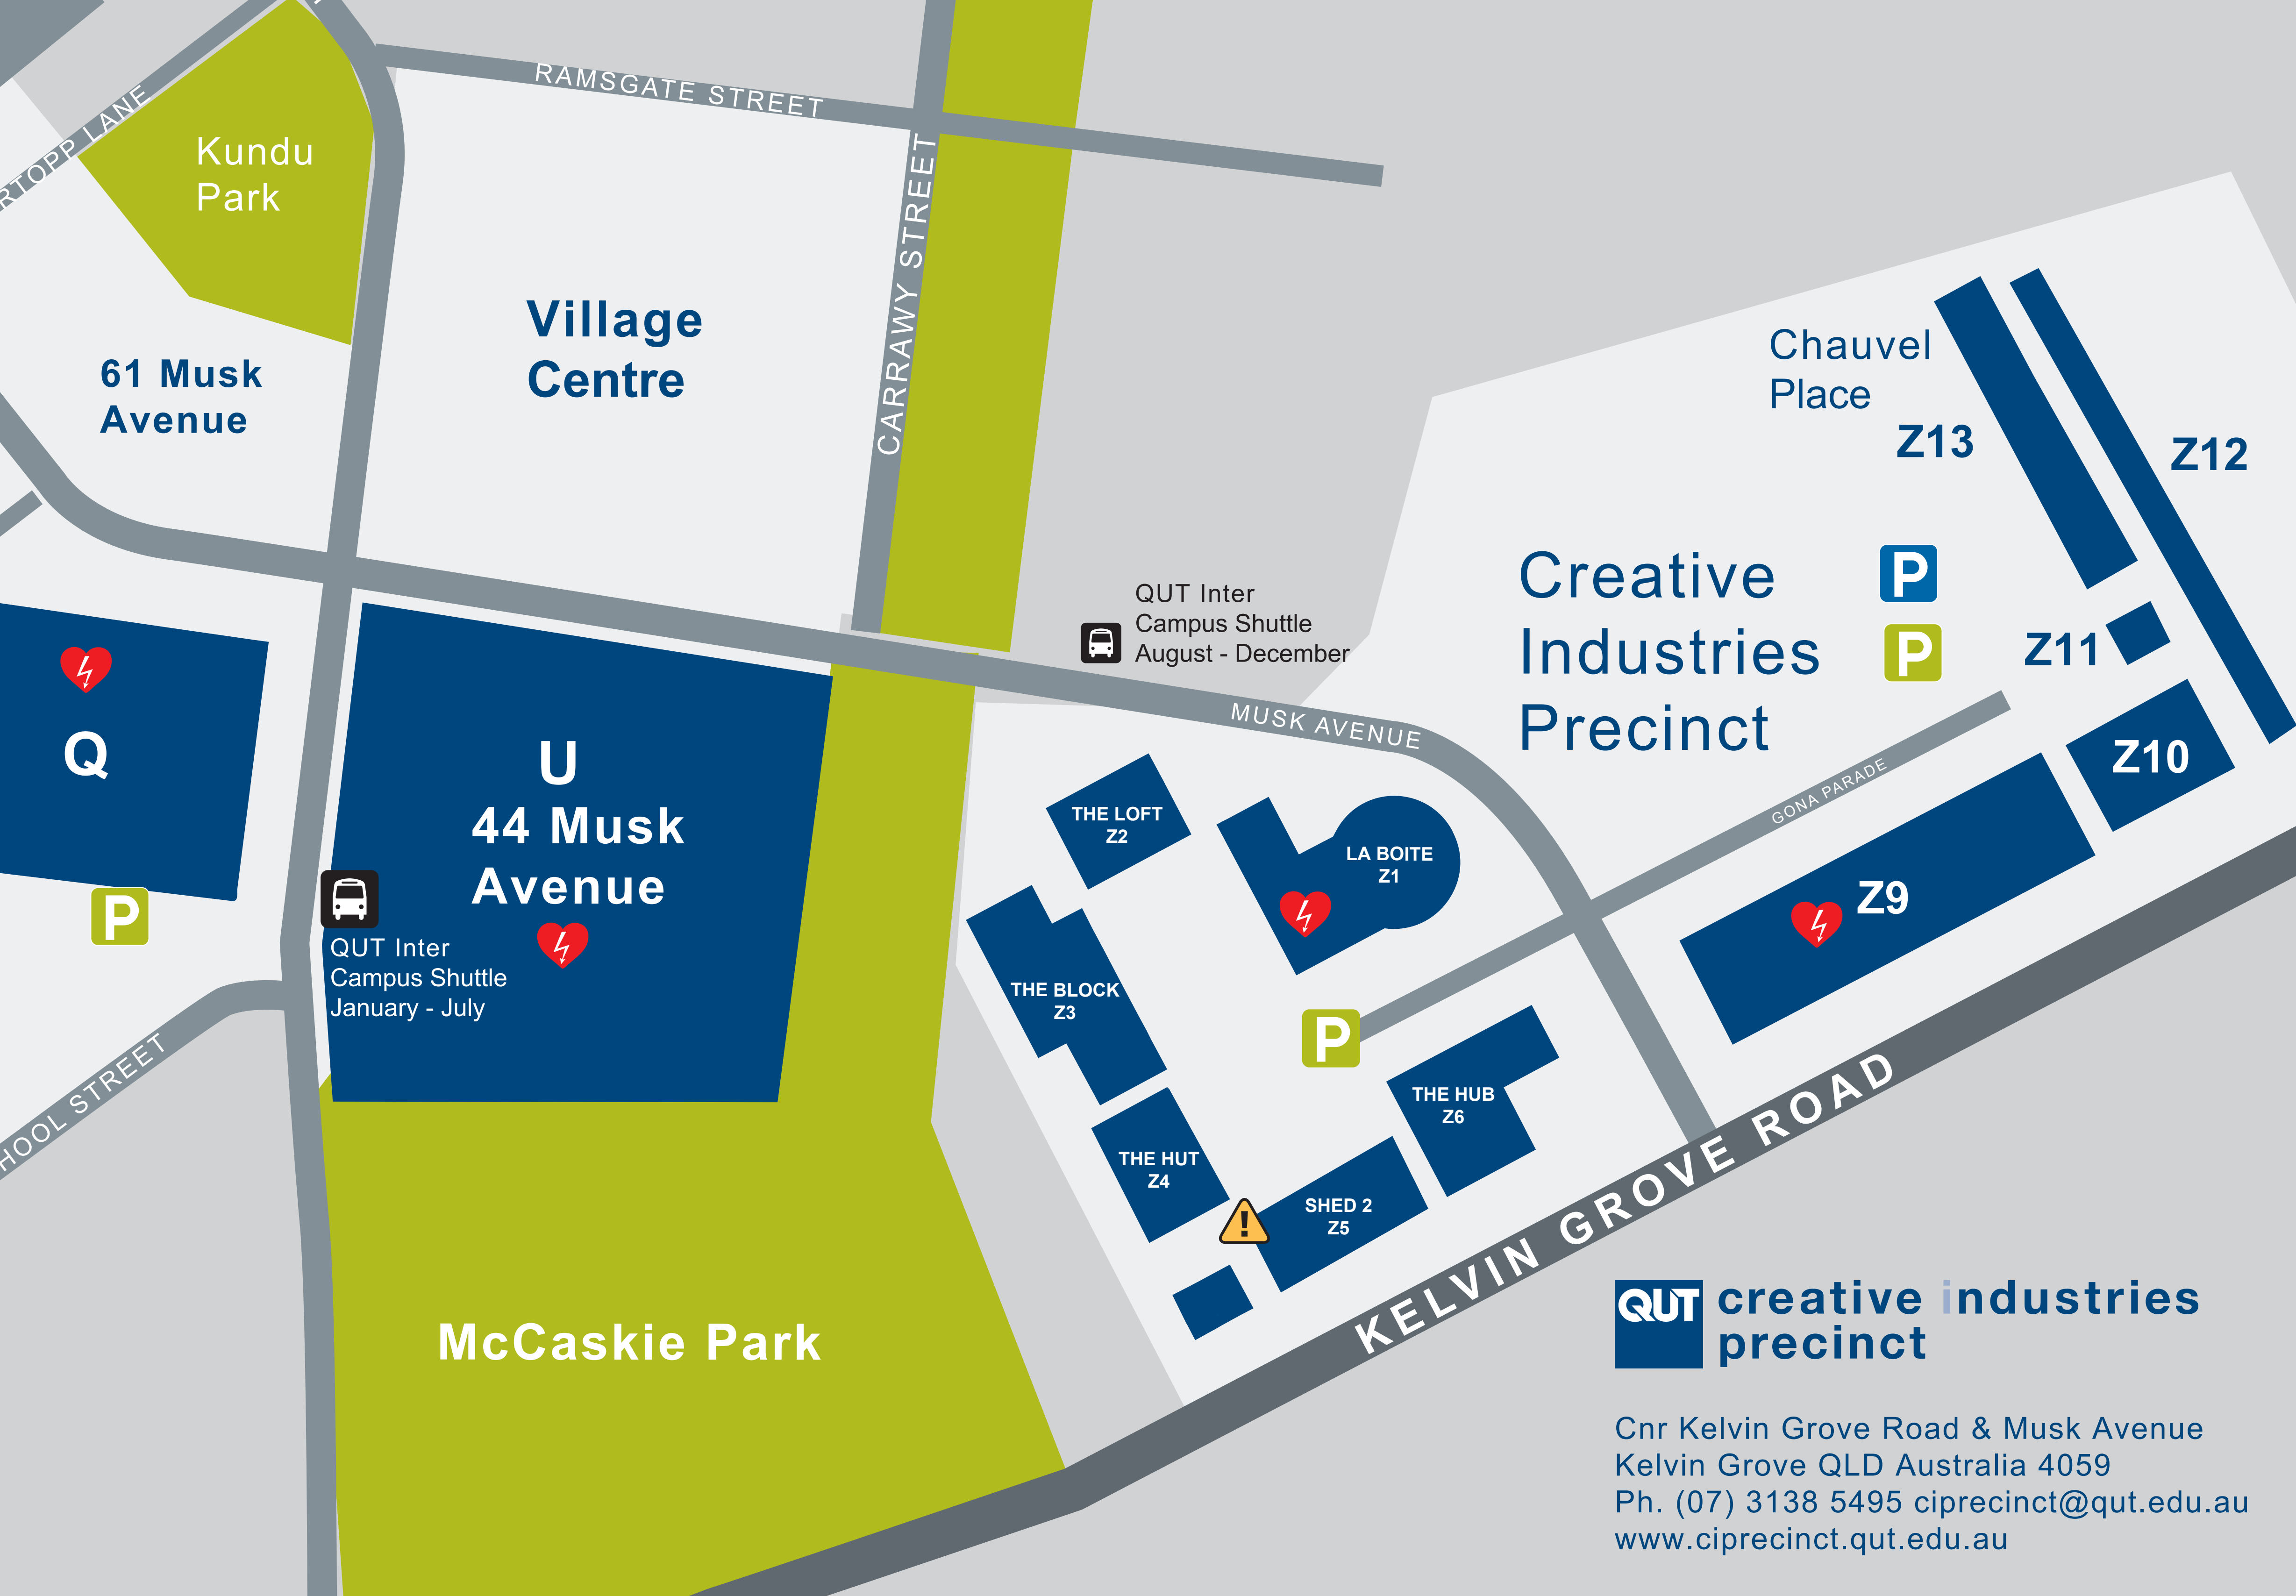 RAMSGATE STREET
RTOPP LANE
Kundu
Park
CARRAWY STREET
Village
Centre
61 Musk
Avenue
Chauvel
Place
Z13
Z12
QUT Inter
Campus Shuttle
August - December
Creative
Industries
Precinct
P
P
Z11
MUSK AVENUE
Q
U
44 Musk
Avenue
P
QUT Inter
Campus Shuttle
January - July
THE LOFT
Z2
LA BOITE
Z1
GONA PARADE
Z10
Z9
THE BLOCK
Z3
P
THE HUB
Z6
THE HUT
Z4
!
SHED 2
Z5
HOOL STREET
KELVIN GROVE ROAD
McCaskie Park
QUT creative industries
precinct
Cnr Kelvin Grove Road & Musk Avenue
Kelvin Grove QLD Australia 4059
Ph. (07) 3138 5495 ciprecinct@qut.edu.au
www.ciprecinct.qut.edu.au